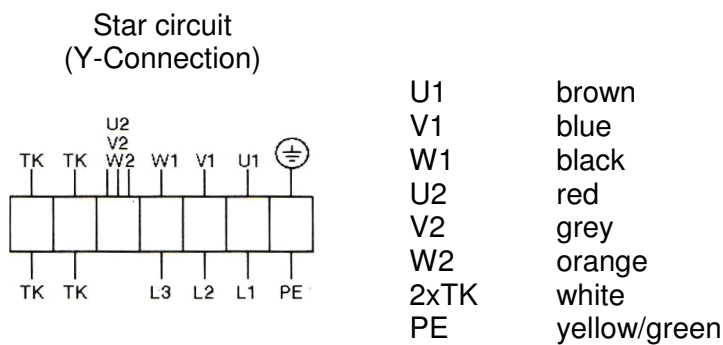 Star circuit
(Y-Connection)
U2
V2
TK TK W2 W1 V1 U1
TK TK L3 L2 L1 PE
U1 brown
V1 blue
W1 black
U2 red
V2 grey
W2 orange
2xTK white
PE yellow/green